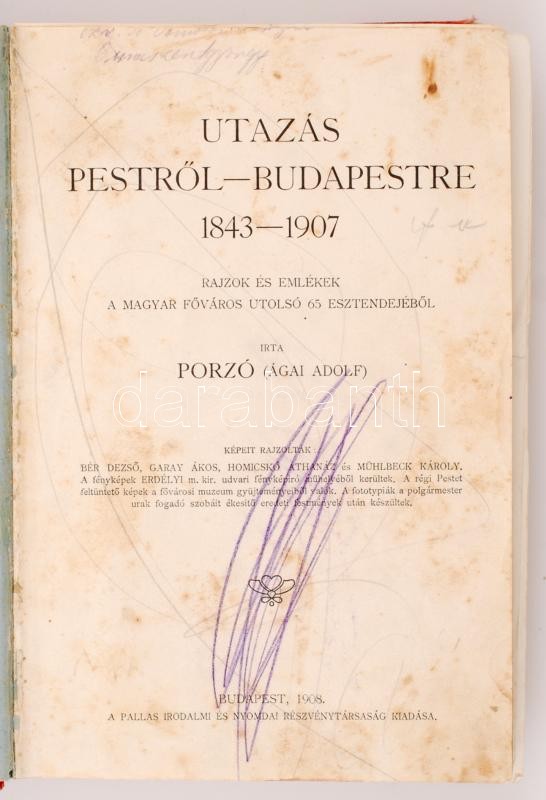 UTAZÁS
PESTRŐL—BUDAPESTRE
1843—1907
RAJZOK ÉS EMLÉKEK
A MAGYAR FŐVÁROS UTOLSÓ 65 ESZTENDEJÉBŐL
IRTA
PORZÓ (ÁGAI ADOLF)
darabanth
KÉPEIT RAJZOLTÁK :
BÉR DEZSŐ, GARAY ÁKOS, HOMICSKÓ ATHANÁZ és MÜHLBECK KÁROLY.
A fényképek ERDÉLYI m. kir. udvari fényképiró műhelyéből kerültek. A régi Pestet
feltüntető képek a fővárosi muzeum gyüjteményeiből valók. A fototypiák a polgármester
urak fogadó szobáit ékesitő eredeti festmények után készültek.
BUDAPEST, 1908.
A PALLAS IRODALMI ÉS NYOMDAI RÉSZVÉNYTÁRSASÁG KIADÁSA.